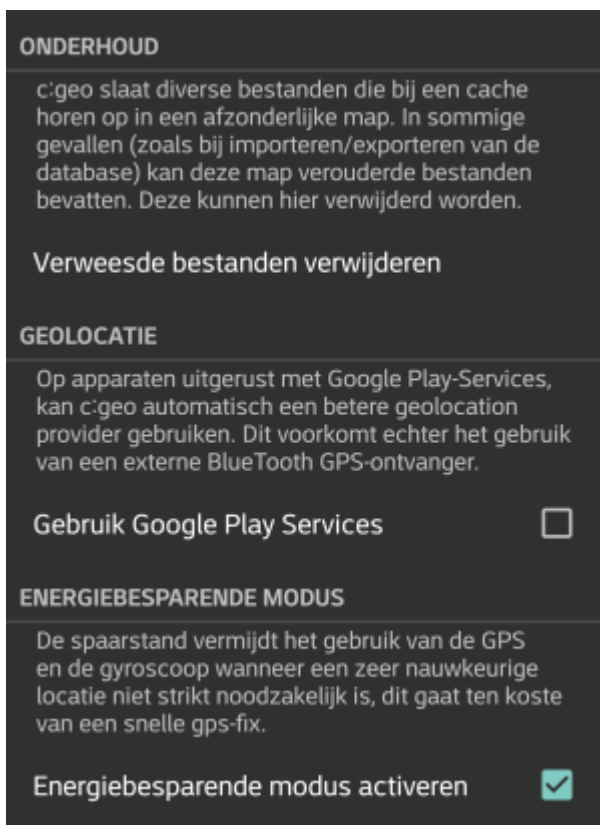 ONDERHOUD
c:geo slaat diverse bestanden die bij een cache
horen op in een afzonderlijke map. In sommige
gevallen (zoals bij importeren/exporteren van de
database) kan deze map verouderde bestanden
bevatten. Deze kunnen hier verwijderd worden.
Verweesde bestanden verwijderen
GEOLOCATIE
Op apparaten uitgerust met Google Play-Services,
kan c:geo automatisch een betere geolocation
provider gebruiken. Dit voorkomt echter het gebruik
van een externe BlueTooth GPS-ontvanger.
Gebruik Google Play Services
ENERGIEBESPARENDE MODUS
De spaarstand vermijdt het gebruik van de GPS
en de gyroscoop wanneer een zeer nauwkeurige
locatie niet strikt noodzakelijk is, dit gaat ten koste
van een snelle gps-fix.
Energiebesparende modus activeren